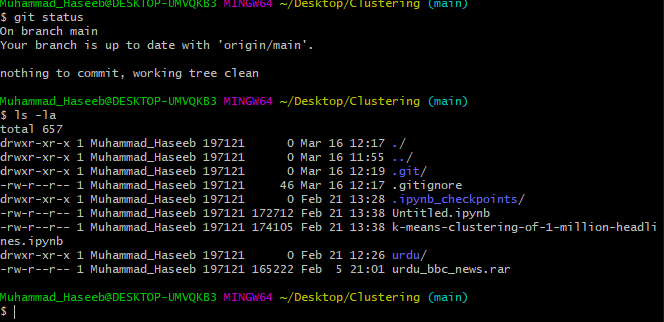 Muhammad_Haseeb@DESKTOP-UMVQKB3 MINGW64 ~/Desktop/Clustering (main)
$ git status
On branch main
Your branch is up to date with 'origin/main'.
nothing to commit, working tree clean
Muhammad_Haseeb@DESKTOP-UMVQKB3 MINGW64 ~/Desktop/Clustering (main)
$ ls -la
total 657
drwxr-xr-x 1 Muhammad_Haseeb 197121      0 Mar 16 12:17 ./
drwxr-xr-x 1 Muhammad_Haseeb 197121      0 Mar 16 11:55 ../
drwxr-xr-x 1 Muhammad_Haseeb 197121      0 Mar 16 12:19 .git/
-rw-r--r-- 1 Muhammad_Haseeb 197121     46 Mar 16 12:17 .gitignore
drwxr-xr-x 1 Muhammad_Haseeb 197121      0 Feb 21 13:28 .ipynb_checkpoints/
-rw-r--r-- 1 Muhammad_Haseeb 197121 172712 Feb 21 13:38 Untitled.ipynb
-rw-r--r-- 1 Muhammad_Haseeb 197121 174105 Feb 21 13:38 k-means-clustering-of-1-million-headli
nes.ipynb
drwxr-xr-x 1 Muhammad_Haseeb 197121      0 Feb 21 12:26 urdu/
-rw-r--r-- 1 Muhammad_Haseeb 197121 165222 Feb  5 21:01 urdu_bbc_news.rar
Muhammad_Haseeb@DESKTOP-UMVQKB3 MINGW64 ~/Desktop/Clustering (main)
$